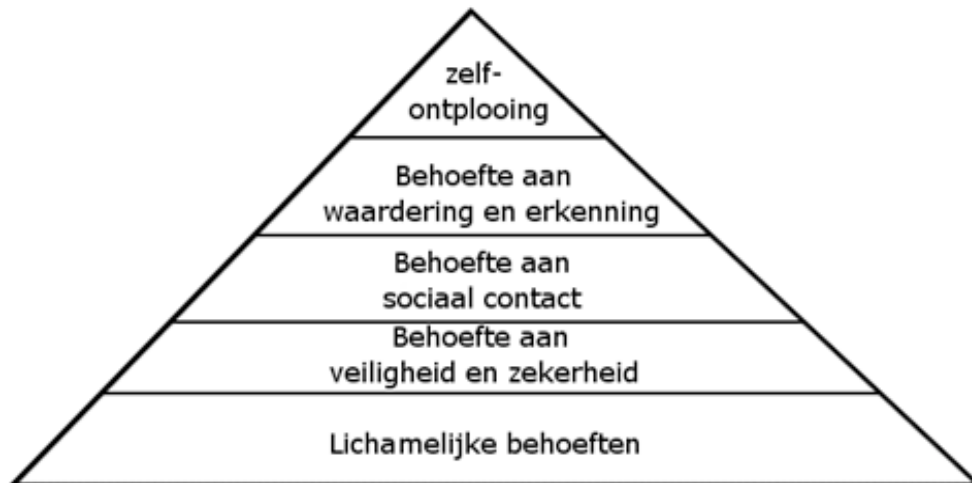 zelf-
ontplooing
Behoefte aan
waardering en erkenning
Behoefte aan
sociaal contact
Behoefte aan
veiligheid en zekerheid
Lichamelijke behoeften